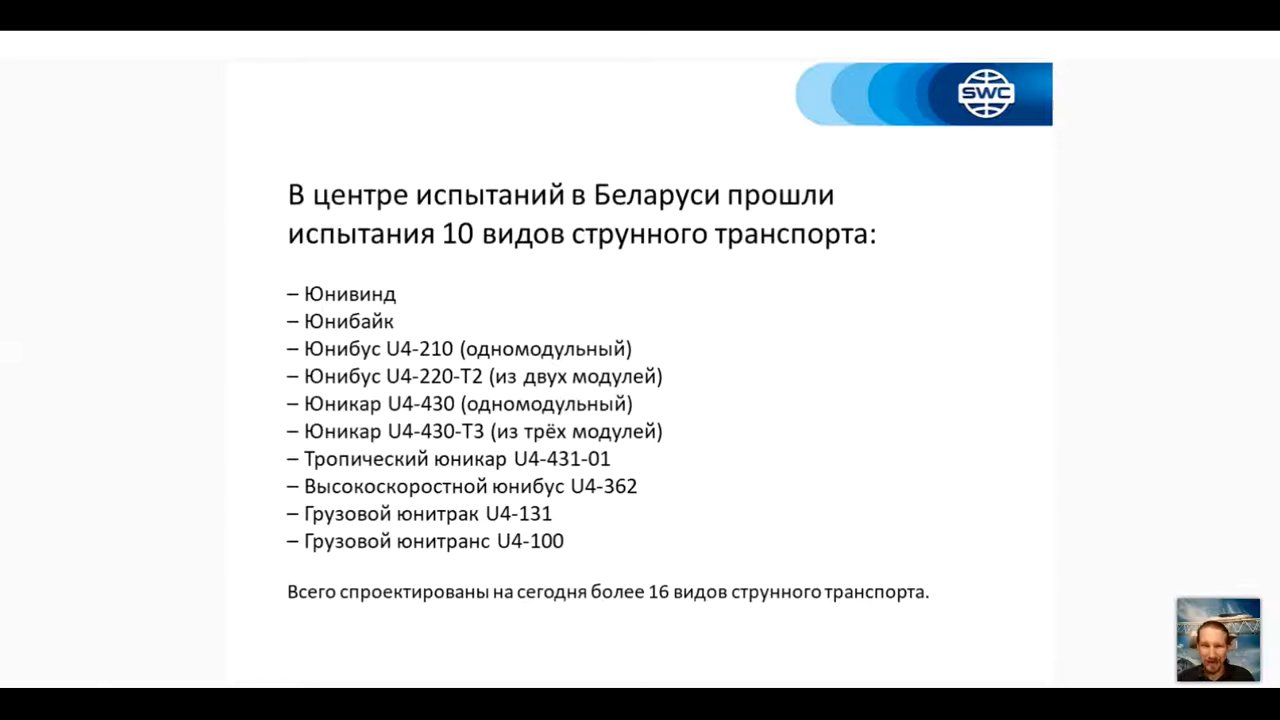 SWC
В центре испытаний в Беларуси прошли
испытания 10 видов струнного транспорта:
– Юнивинд
– Юнибайк
– Юнибус U4-210 (одномодульный)
– Юнибус U4-220-Т2 (из двух модулей)
– Юникар U4-430 (одномодульный)
– Юникар U4-430-Т3 (из трёх модулей)
– Тропический юникар U4-431-01
– Высокоскоростной юнибус U4-362
– Грузовой юнитрак U4-131
– Грузовой юнитранс U4-100
Всего спроектированы на сегодня более 16 видов струнного транспорта.